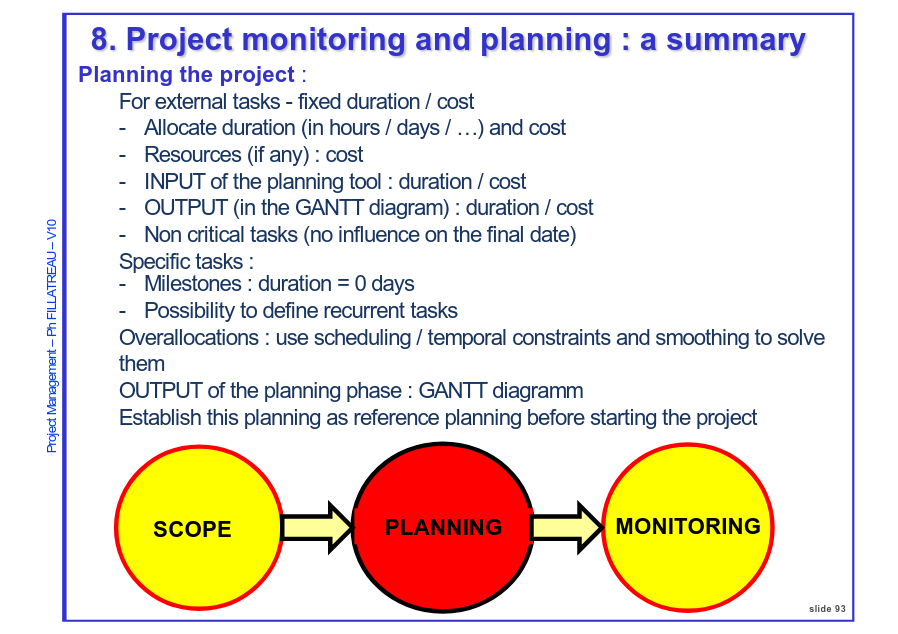 8. Project monitoring and planning : a summary
Planning the project :
For external tasks - fixed duration / cost
- Allocate duration (in hours / days / …) and cost
- Resources (if any) : cost
- INPUT of the planning tool : duration / cost
- OUTPUT (in the GANTT diagram) : duration / cost
- Non critical tasks (no influence on the final date)
Specific tasks :
- Milestones : duration = 0 days
- Possibility to define recurrent tasks
Overallocations : use scheduling / temporal constraints and smoothing to solve
them
OUTPUT of the planning phase : GANTT diagramm
Establish this planning as reference planning before starting the project
SCOPE
PLANNING
MONITORING
slide 93
Project Management – Ph FILLATREAU – V10